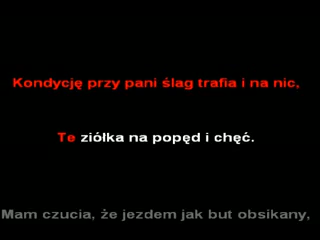 Kondycję przy pani ślag trafia i na nic,
Te ziółka na popęd i chęć.
Mam czucia, że jezdem jak but obsikany,